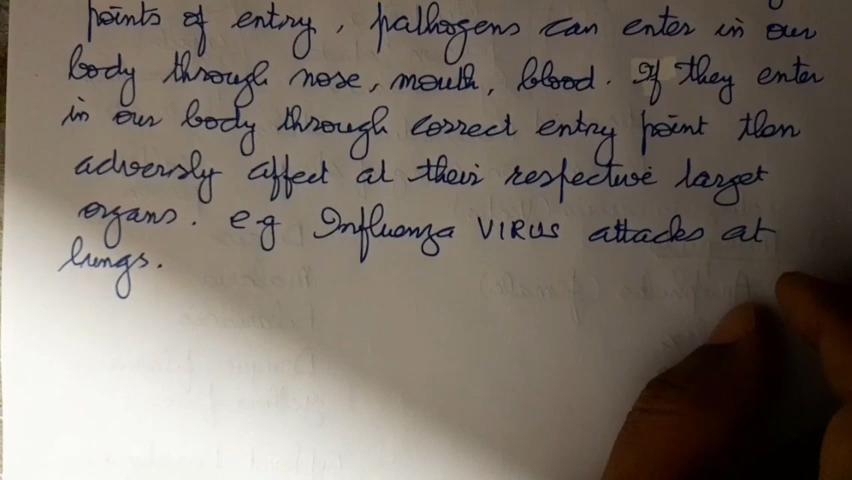 points of entry, pathogens can enter in our
body through nose, mouth, blood. If they enter
in our body through correct entry point then
adversly affect at their respective target
organs. e.g Influenza VIRUS attacks at
lungs.